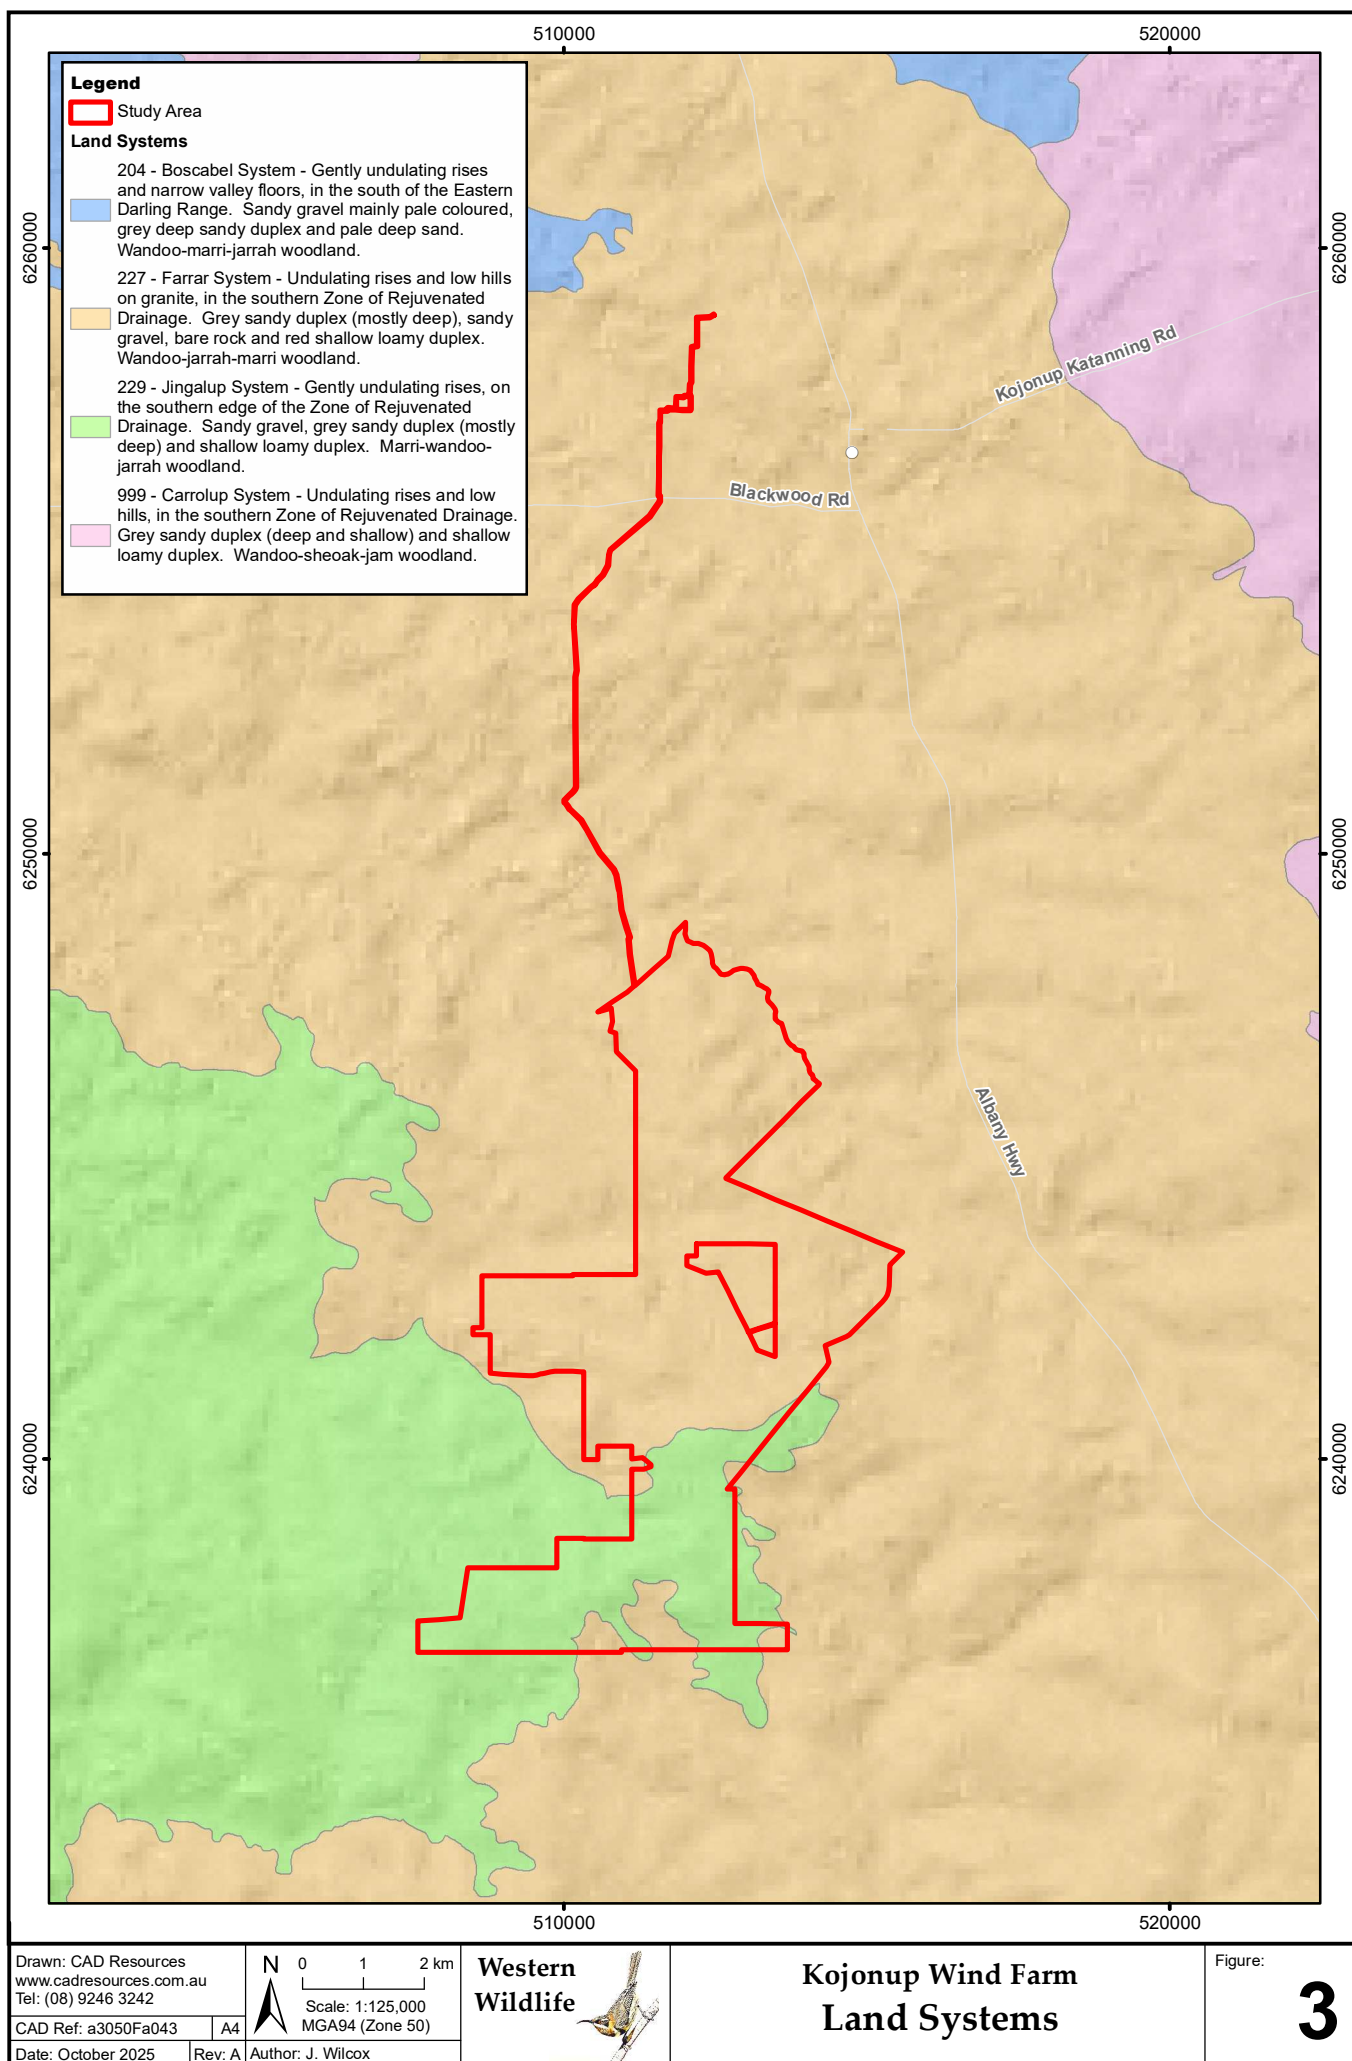 510000
520000
Legend
Study Area
Land Systems
204 - Boscabel System - Gently undulating rises
and narrow valley floors, in the south of the Eastern
Darling Range.  Sandy gravel mainly pale coloured,
grey deep sandy duplex and pale deep sand.
Wandoo-marri-jarrah woodland.
227 - Farrar System - Undulating rises and low hills
on granite, in the southern Zone of Rejuvenated
Drainage.  Grey sandy duplex (mostly deep), sandy
gravel, bare rock and red shallow loamy duplex.
Wandoo-jarrah-marri woodland.
229 - Jingalup System - Gently undulating rises, on
the southern edge of the Zone of Rejuvenated
Drainage.  Sandy gravel, grey sandy duplex (mostly
deep) and shallow loamy duplex.  Marri-wandoo-
jarrah woodland.
999 - Carrolup System - Undulating rises and low
hills, in the southern Zone of Rejuvenated Drainage.
Grey sandy duplex (deep and shallow) and shallow
loamy duplex.  Wandoo-sheoak-jam woodland.
6260000
6260000
Kojonup Katanning Rd
Blackwood Rd
6250000
6250000
Albany Hwy
6240000
6240000
510000
520000
Drawn: CAD Resources
www.cadresources.com.au
Tel: (08) 9246 3242
CAD Ref: a3050Fa043
A4
Date: October 2025
Rev: A
N
0 1 2 km
Scale: 1:125,000
MGA94 (Zone 50)
Author: J. Wilcox
Western
Wildlife
Kojonup Wind Farm
Land Systems
Figure:
3